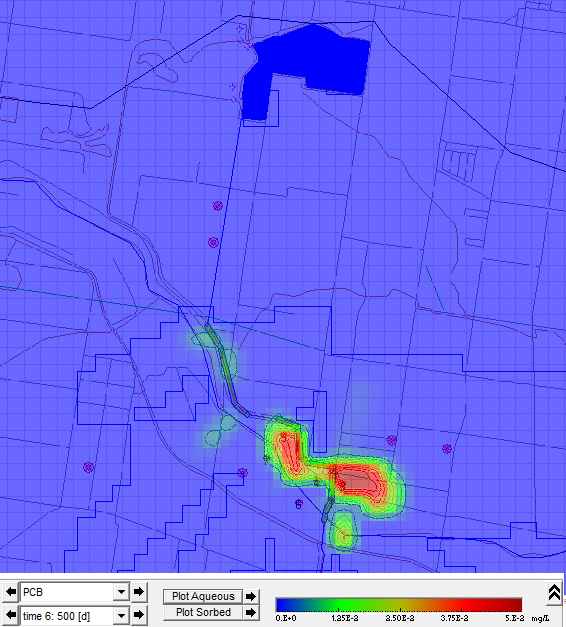 PCB
Plot Aqueous
Plot Sorbed
time 6: 500 [d]
0.E+0 1.25E-2 2.50E-2 3.75E-2 5.E-2 mg/L